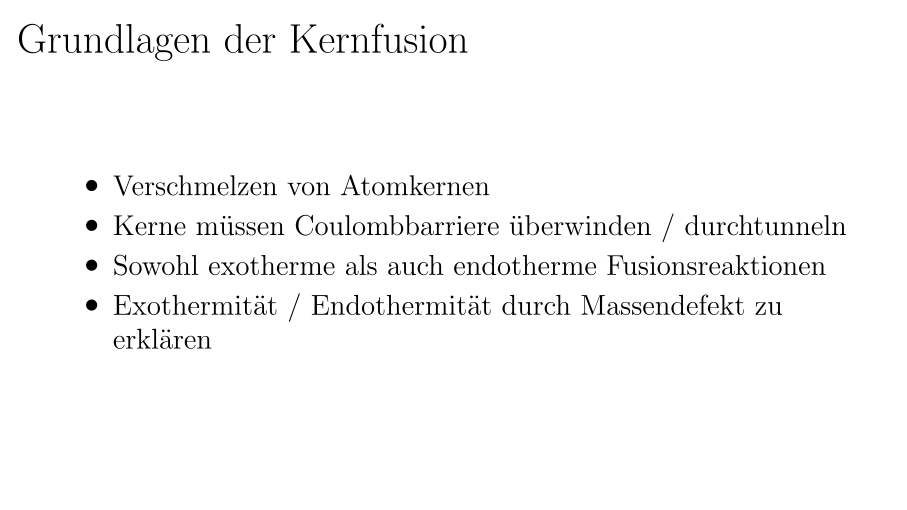 Grundlagen der Kernfusion
• Verschmelzen von Atomkernen
• Kerne müssen Coulombbarriere überwinden / durchtunneln
• Sowohl exotherme als auch endotherme Fusionsreaktionen
• Exothermität / Endothermität durch Massendefekt zu
erklären